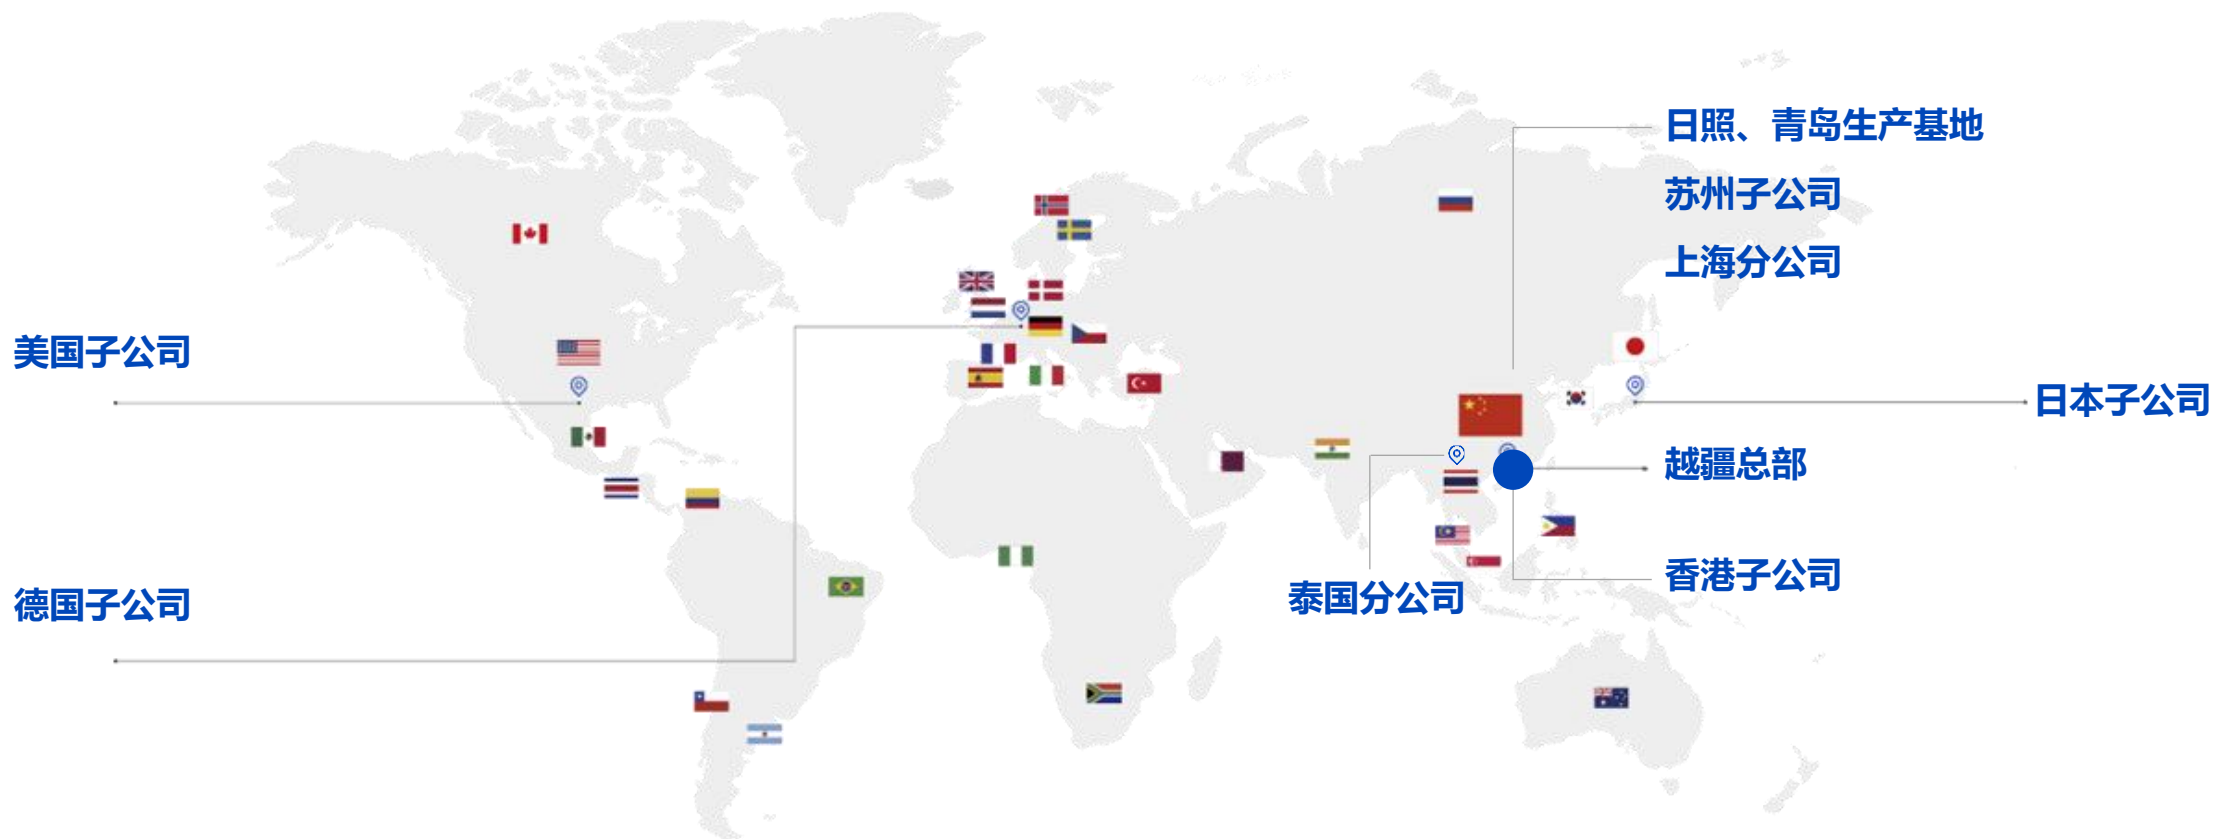 日照、青岛生产基地
苏州子公司
上海分公司
美国子公司
日本子公司
越疆总部
香港子公司
泰国分公司
德国子公司